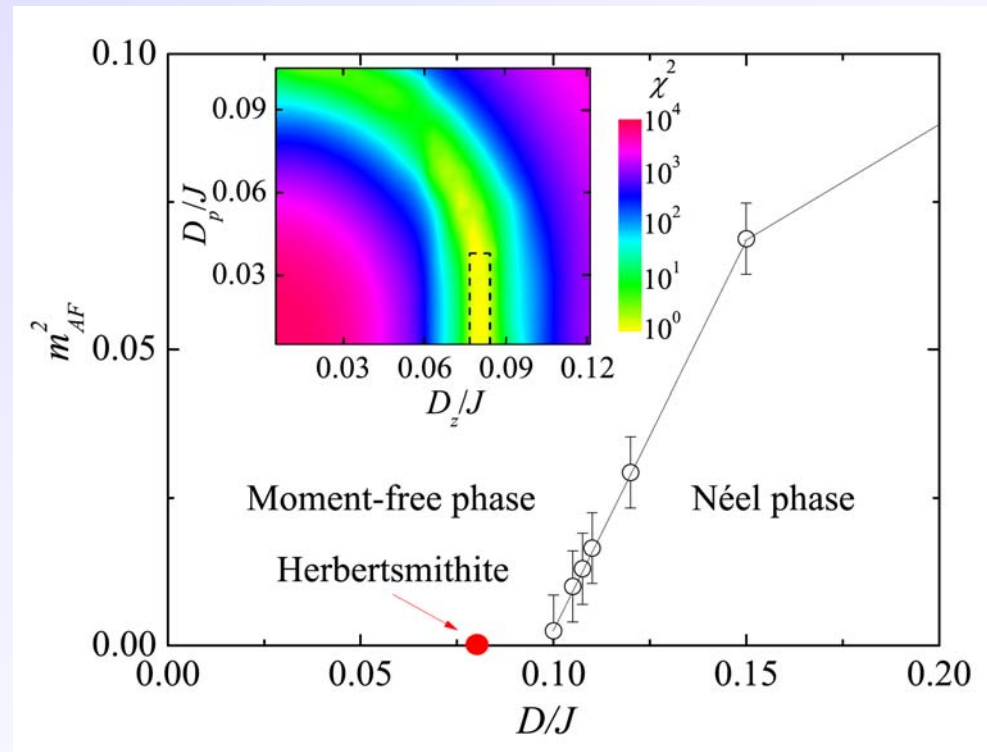 0.10
χ²
0.09
0.06
0.03
D_p/J
10⁴
10³
10²
10¹
10⁰
0.03 0.06 0.09 0.12
D_z/J
m²_AF
0.05
Moment-free phase
Néel phase
Herbertsmithite
0.00
0.00 0.05 0.10 0.15 0.20
D/J